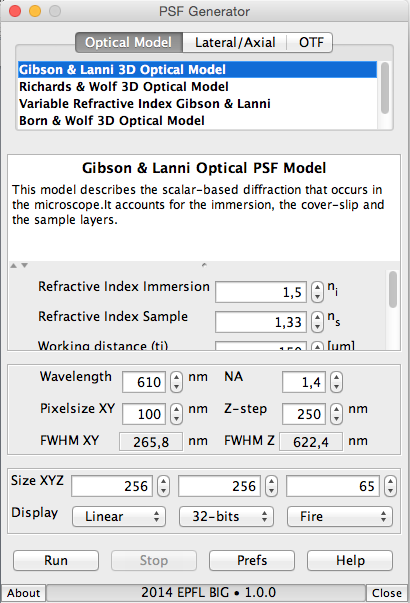 PSF Generator
Optical Model Lateral/Axial OTF
Gibson & Lanni 3D Optical Model
Richards & Wolf 3D Optical Model
Variable Refractive Index Gibson & Lanni
Born & Wolf 3D Optical Model
Gibson & Lanni Optical PSF Model
This model describes the scalar-based diffraction that occurs in
the microscope.It accounts for the immersion, the cover-slip and
the sample layers.
Refractive Index Immersion 1,5 ni
Refractive Index Sample 1,33 ns
Working distance (ti) 150 [um]
Wavelength 610 nm NA 1,4
Pixelsize XY 100 nm Z-step 250 nm
FWHM XY 265,8 nm FWHM Z 622,4 nm
Size XYZ 256 256 65
Display Linear 32-bits Fire
Run Stop Prefs Help
About 2014 EPFL BIG • 1.0.0 Close